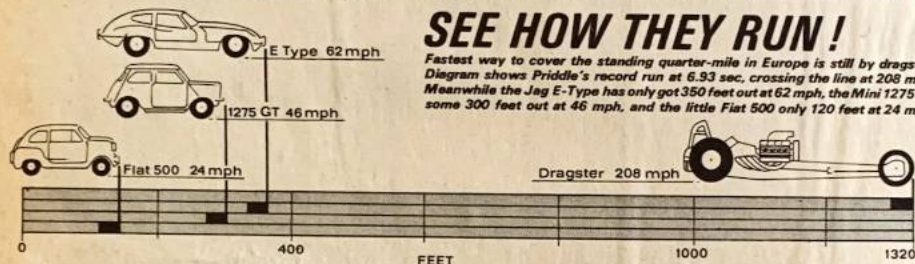 SEE HOW THEY RUN!
Fastest way to cover the standing quarter-mile in Europe is still by
Diagram shows Priddle's record run at 6.93 sec, crossing the line at 208
Meanwhile the Jag E-Type has only got 350 feet out at 62 mph, the Mini 1275
some 300 feet out at 46 mph, and the little Fiat 500 only 120 feet at 24
E Type 62mph
1275 GT 46mph
Fiat 500 24mph
Dragster 208 mph
0
400
1000
1320
FEET